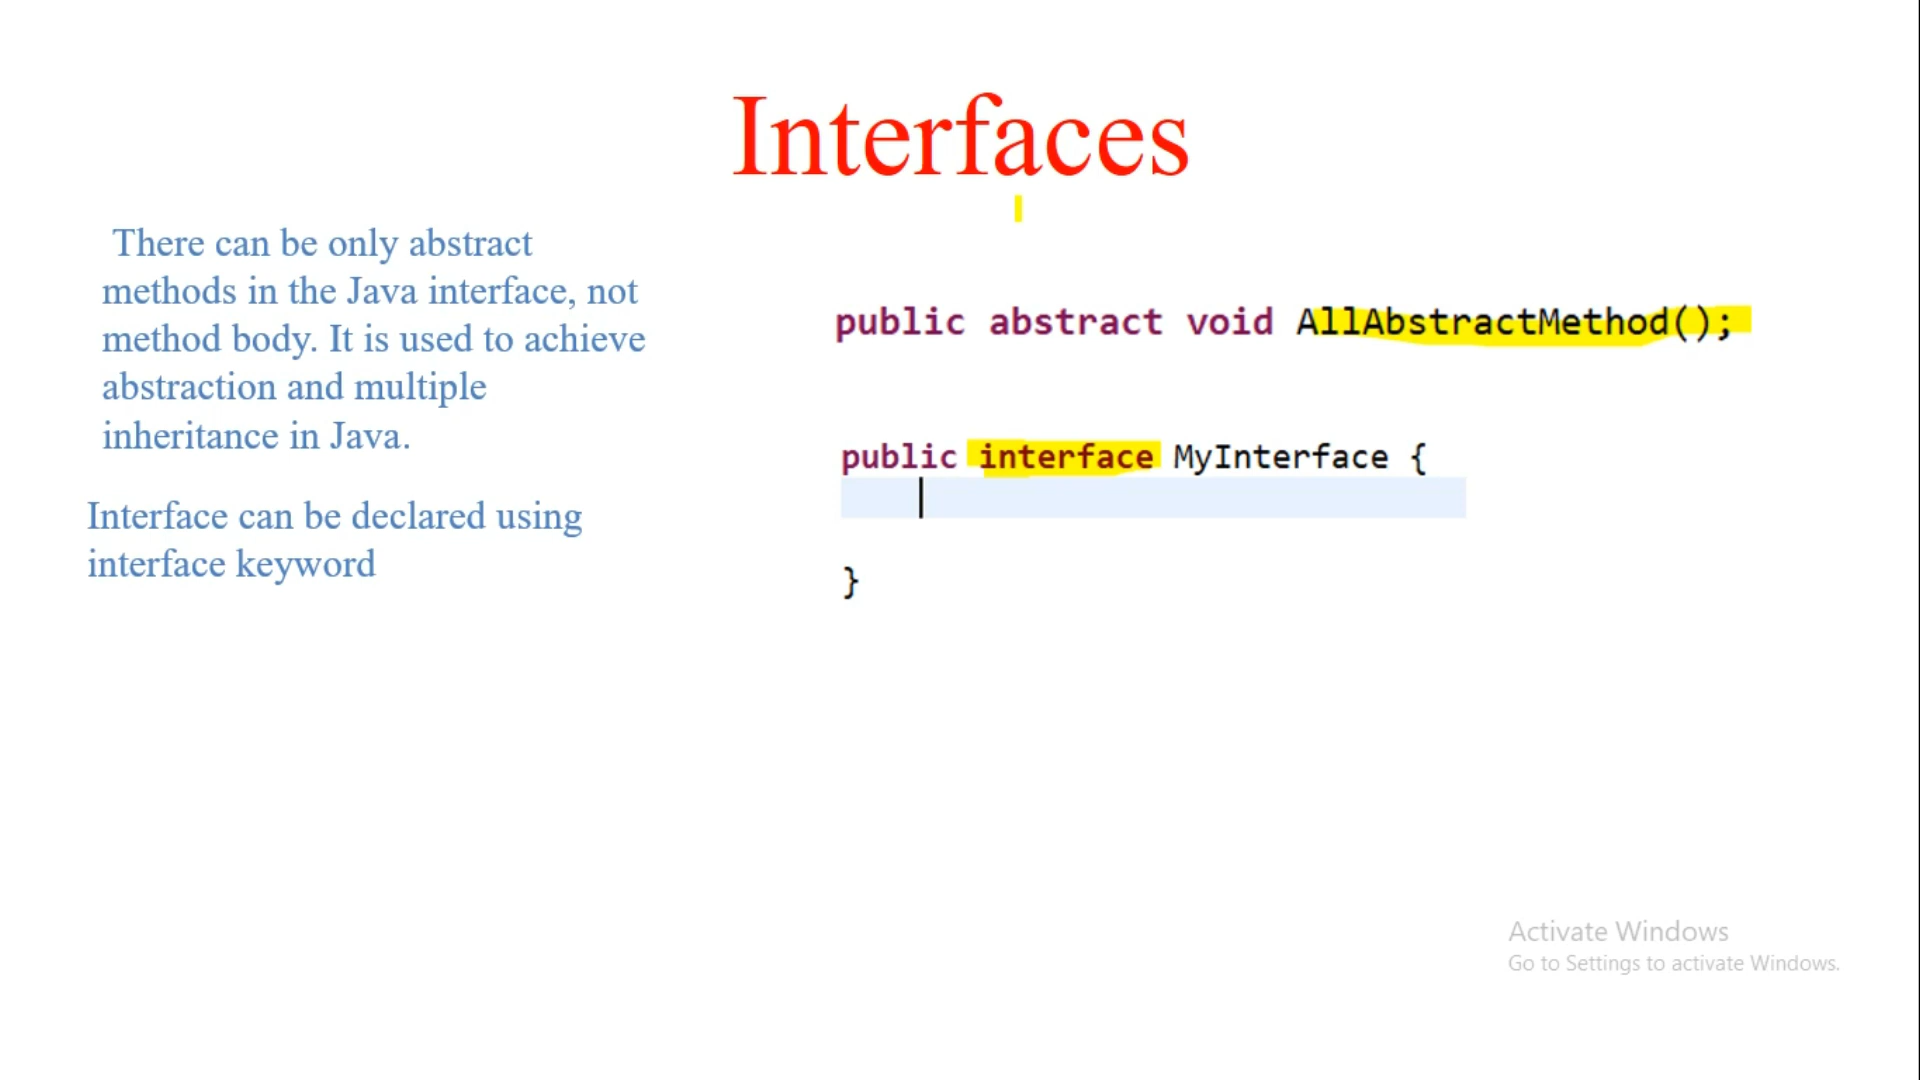 Interfaces
There can be only abstract
methods in the Java interface, not
method body. It is used to achieve
abstraction and multiple
inheritance in Java.
Interface can be declared using
interface keyword
public abstract void AllAbstractMethod();
public interface MyInterface {
}
Activate Windows
Go to Settings to activate Windows.